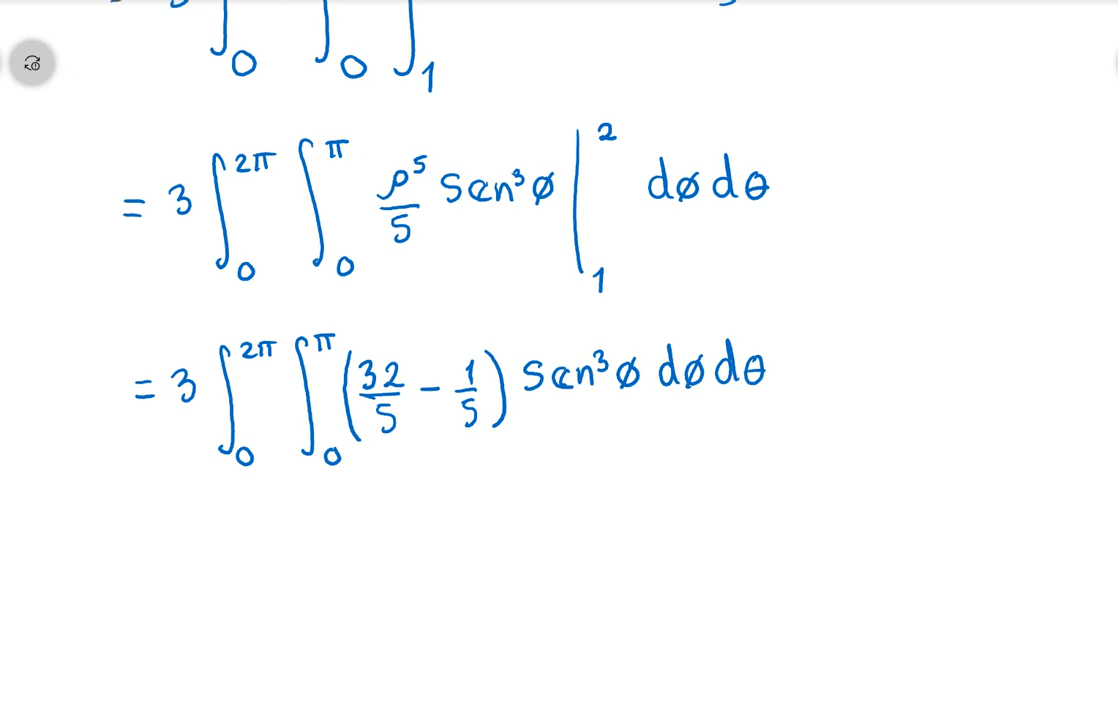 ∫₀ ∫₀ ∫₁
= 3 ∫₀^2π ∫₀^π ρ⁵/5 sen³ø |₁² dø dθ
= 3 ∫₀^2π ∫₀^π (32/5 - 1/5) sen³ø dø dθ